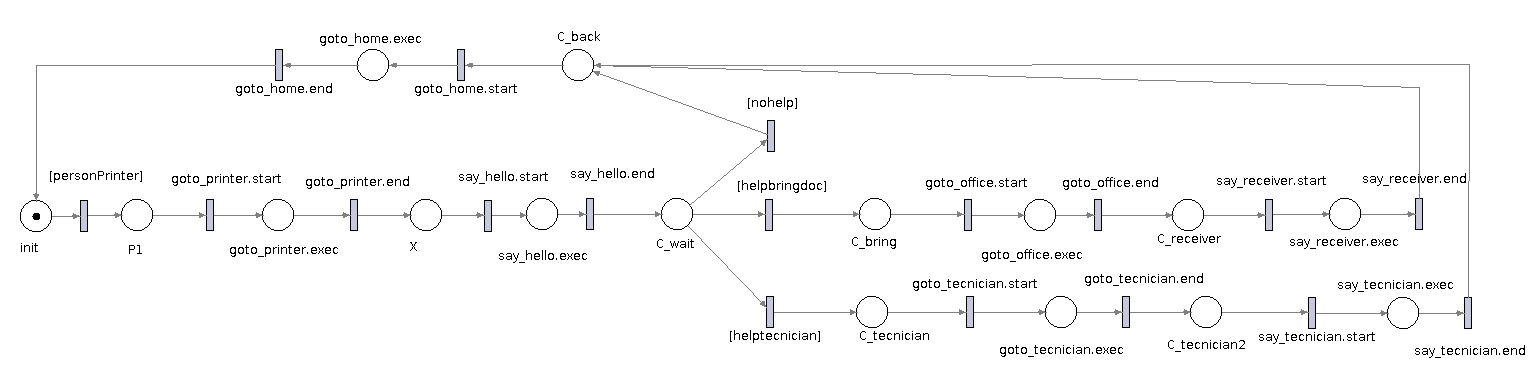 goto_home.exec
C_back
goto_home.end
goto_home.start
[nohelp]
[personPrinter]
goto_printer.start
goto_printer.end
say_hello.start
say_hello.end
[helpbringdoc]
goto_office.start
goto_office.end
say_receiver.start
say_receiver.end
init
P1
goto_printer.exec
X
say_hello.exec
C_wait
C_bring
goto_office.exec
C_receiver
say_receiver.exec
goto_tecnician.start
goto_tecnician.end
say_tecnician.exec
[helptecnician]
C_tecnician
goto_tecnician.exec
C_tecnician2
say_tecnician.start
say_tecnician.end